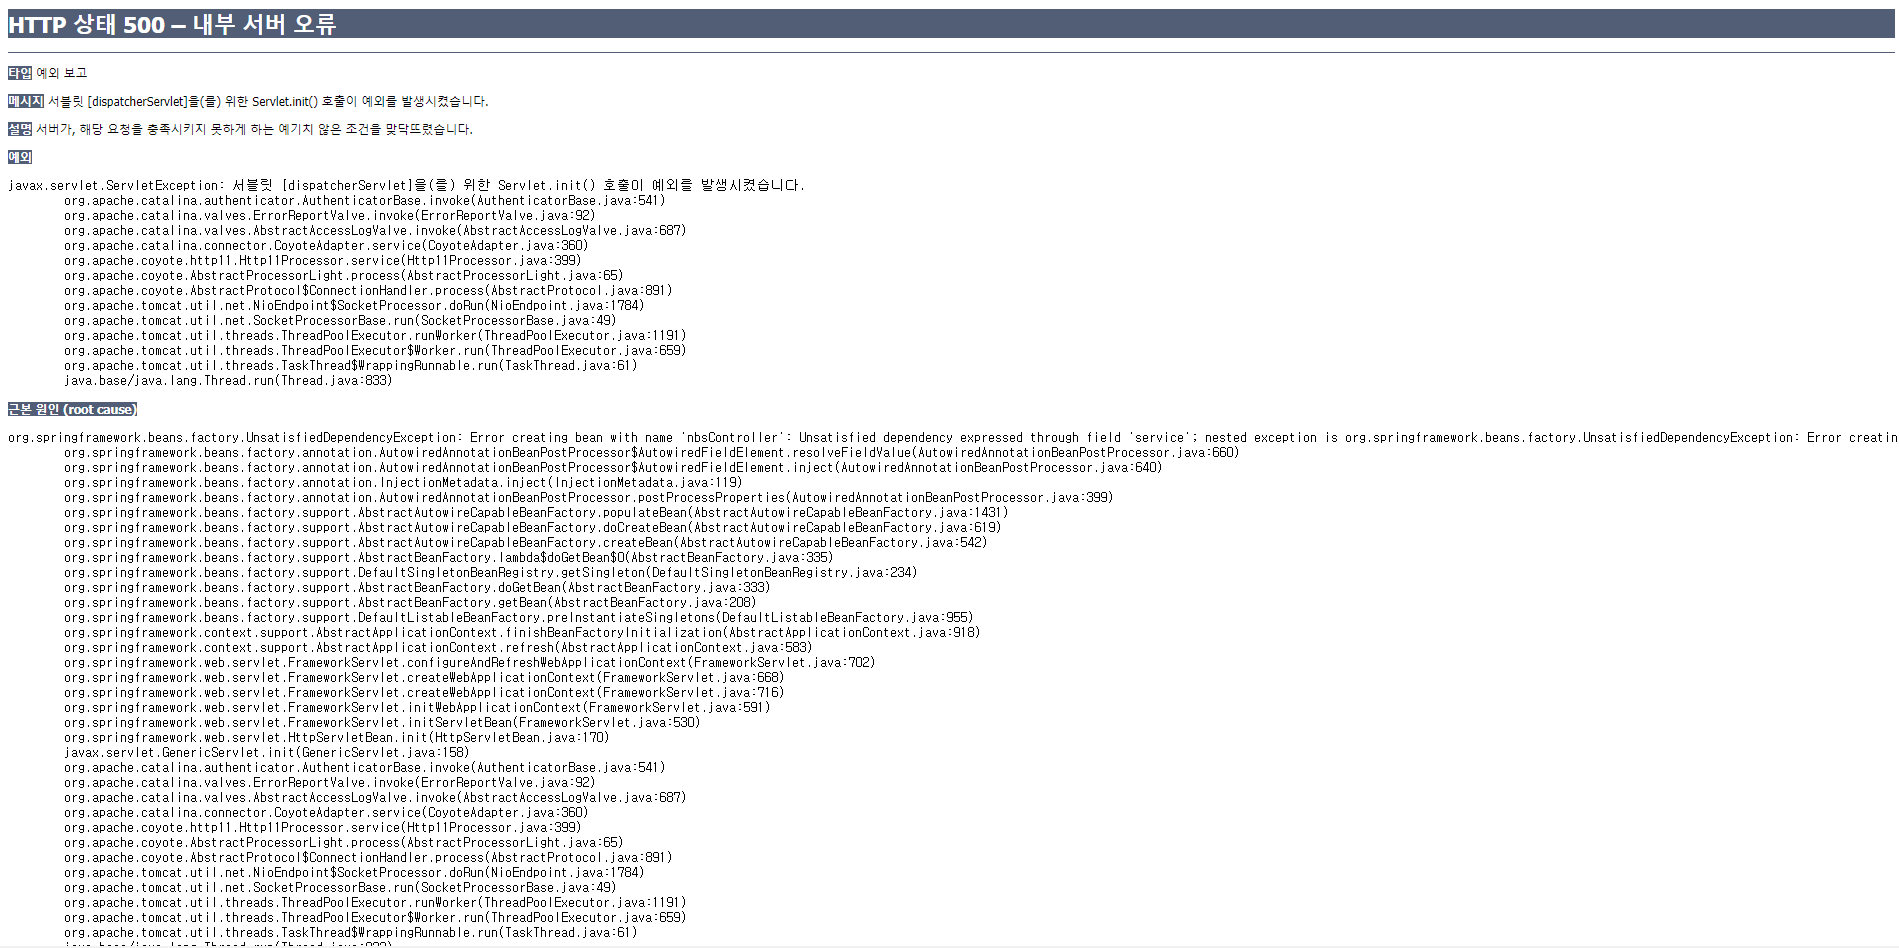 HTTP 상태 500 – 내부 서버 오류
타입 예외 보고
메시지 서블릿 [dispatcherServlet]을(를) 위한 Servlet.init() 호출이 예외를 발생시켰습니다.
설명 서버가, 해당 요청을 충족시키지 못하게 하는 예기치 않은 조건을 맞닥뜨렸습니다.
예외
javax.servlet.ServletException: 서블릿 [dispatcherServlet]을(를) 위한 Servlet.init() 호출이 예외를 발생시켰습니다.
org.apache.catalina.authenticator.AuthenticatorBase.invoke(AuthenticatorBase.java:541)
org.apache.catalina.valves.ErrorReportValve.invoke(ErrorReportValve.java:92)
org.apache.catalina.valves.AbstractAccessLogValve.invoke(AbstractAccessLogValve.java:687)
org.apache.catalina.connector.CoyoteAdapter.service(CoyoteAdapter.java:360)
org.apache.coyote.http11.Http11Processor.service(Http11Processor.java:399)
org.apache.coyote.AbstractProcessorLight.process(AbstractProcessorLight.java:65)
org.apache.coyote.AbstractProtocol$ConnectionHandler.process(AbstractProtocol.java:891)
org.apache.tomcat.util.net.NioEndpoint$SocketProcessor.doRun(NioEndpoint.java:1784)
org.apache.tomcat.util.net.SocketProcessorBase.run(SocketProcessorBase.java:49)
org.apache.tomcat.util.threads.ThreadPoolExecutor.runWorker(ThreadPoolExecutor.java:1191)
org.apache.tomcat.util.threads.ThreadPoolExecutor$Worker.run(ThreadPoolExecutor.java:659)
org.apache.tomcat.util.threads.TaskThread$WrappingRunnable.run(TaskThread.java:61)
java.base/java.lang.Thread.run(Thread.java:833)
근본 원인 (root cause)
org.springframework.beans.factory.UnsatisfiedDependencyException: Error creating bean with name 'nbsController': Unsatisfied dependency expressed through field 'service'; nested exception is org.springframework.beans.factory.UnsatisfiedDependencyException: Error creatin
org.springframework.beans.factory.annotation.AutowiredAnnotationBeanPostProcessor$AutowiredFieldElement.resolveFieldValue(AutowiredAnnotationBeanPostProcessor.java:660)
org.springframework.beans.factory.annotation.AutowiredAnnotationBeanPostProcessor$AutowiredFieldElement.inject(AutowiredAnnotationBeanPostProcessor.java:640)
org.springframework.beans.factory.annotation.InjectionMetadata.inject(InjectionMetadata.java:119)
org.springframework.beans.factory.annotation.AutowiredAnnotationBeanPostProcessor.postProcessProperties(AutowiredAnnotationBeanPostProcessor.java:399)
org.springframework.beans.factory.support.AbstractAutowireCapableBeanFactory.populateBean(AbstractAutowireCapableBeanFactory.java:1431)
org.springframework.beans.factory.support.AbstractAutowireCapableBeanFactory.doCreateBean(AbstractAutowireCapableBeanFactory.java:619)
org.springframework.beans.factory.support.AbstractAutowireCapableBeanFactory.createBean(AbstractAutowireCapableBeanFactory.java:542)
org.springframework.beans.factory.support.AbstractBeanFactory.lambda$doGetBean$0(AbstractBeanFactory.java:335)
org.springframework.beans.factory.support.DefaultSingletonBeanRegistry.getSingleton(DefaultSingletonBeanRegistry.java:234)
org.springframework.beans.factory.support.AbstractBeanFactory.doGetBean(AbstractBeanFactory.java:333)
org.springframework.beans.factory.support.AbstractBeanFactory.getBean(AbstractBeanFactory.java:208)
org.springframework.beans.factory.support.DefaultListableBeanFactory.preInstantiateSingletons(DefaultListableBeanFactory.java:955)
org.springframework.context.support.AbstractApplicationContext.finishBeanFactoryInitialization(AbstractApplicationContext.java:918)
org.springframework.context.support.AbstractApplicationContext.refresh(AbstractApplicationContext.java:583)
org.springframework.web.servlet.FrameworkServlet.configureAndRefreshWebApplicationContext(FrameworkServlet.java:702)
org.springframework.web.servlet.FrameworkServlet.createWebApplicationContext(FrameworkServlet.java:668)
org.springframework.web.servlet.FrameworkServlet.createWebApplicationContext(FrameworkServlet.java:716)
org.springframework.web.servlet.FrameworkServlet.initWebApplicationContext(FrameworkServlet.java:591)
org.springframework.web.servlet.FrameworkServlet.initServletBean(FrameworkServlet.java:530)
org.springframework.web.servlet.HttpServletBean.init(HttpServletBean.java:170)
javax.servlet.GenericServlet.init(GenericServlet.java:158)
org.apache.catalina.authenticator.AuthenticatorBase.invoke(AuthenticatorBase.java:541)
org.apache.catalina.valves.ErrorReportValve.invoke(ErrorReportValve.java:92)
org.apache.catalina.valves.AbstractAccessLogValve.invoke(AbstractAccessLogValve.java:687)
org.apache.catalina.connector.CoyoteAdapter.service(CoyoteAdapter.java:360)
org.apache.coyote.http11.Http11Processor.service(Http11Processor.java:399)
org.apache.coyote.AbstractProcessorLight.process(AbstractProcessorLight.java:65)
org.apache.coyote.AbstractProtocol$ConnectionHandler.process(AbstractProtocol.java:891)
org.apache.tomcat.util.net.NioEndpoint$SocketProcessor.doRun(NioEndpoint.java:1784)
org.apache.tomcat.util.net.SocketProcessorBase.run(SocketProcessorBase.java:49)
org.apache.tomcat.util.threads.ThreadPoolExecutor.runWorker(ThreadPoolExecutor.java:1191)
org.apache.tomcat.util.threads.ThreadPoolExecutor$Worker.run(ThreadPoolExecutor.java:659)
org.apache.tomcat.util.threads.TaskThread$WrappingRunnable.run(TaskThread.java:61)